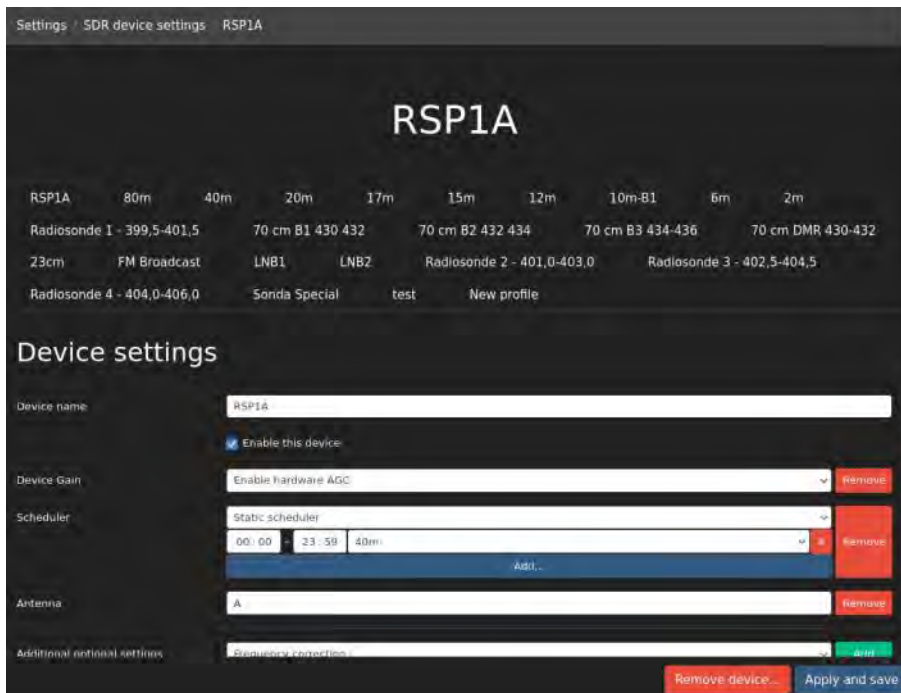 Settings / SDR device settings / RSP1A
RSP1A
RSP1A 80m 40m 20m 17m 15m 12m 10m-B1 6m 2m
Radiosonde 1 - 399,5-401,5 70 cm B1 430 432 70 cm B2 432 434 70 cm B3 434-436 70 cm DMR 430-432
23cm FM Broadcast LNB1 LNB2 Radiosonde 2 - 401,0-403,0 Radiosonde 3 - 402,5-404,5
Radiosonde 4 - 404,0-406,0 Sonda Special test New profile
Device settings
Device name RSP1A
Enable this device
Device Gain Enable hardware AGC Remove
Scheduler Static scheduler
00:00 - 23:59 40m Remove
Add...
Antenna A Remove
Additional optional settings Frequency correction Add
Remove device... Apply and save